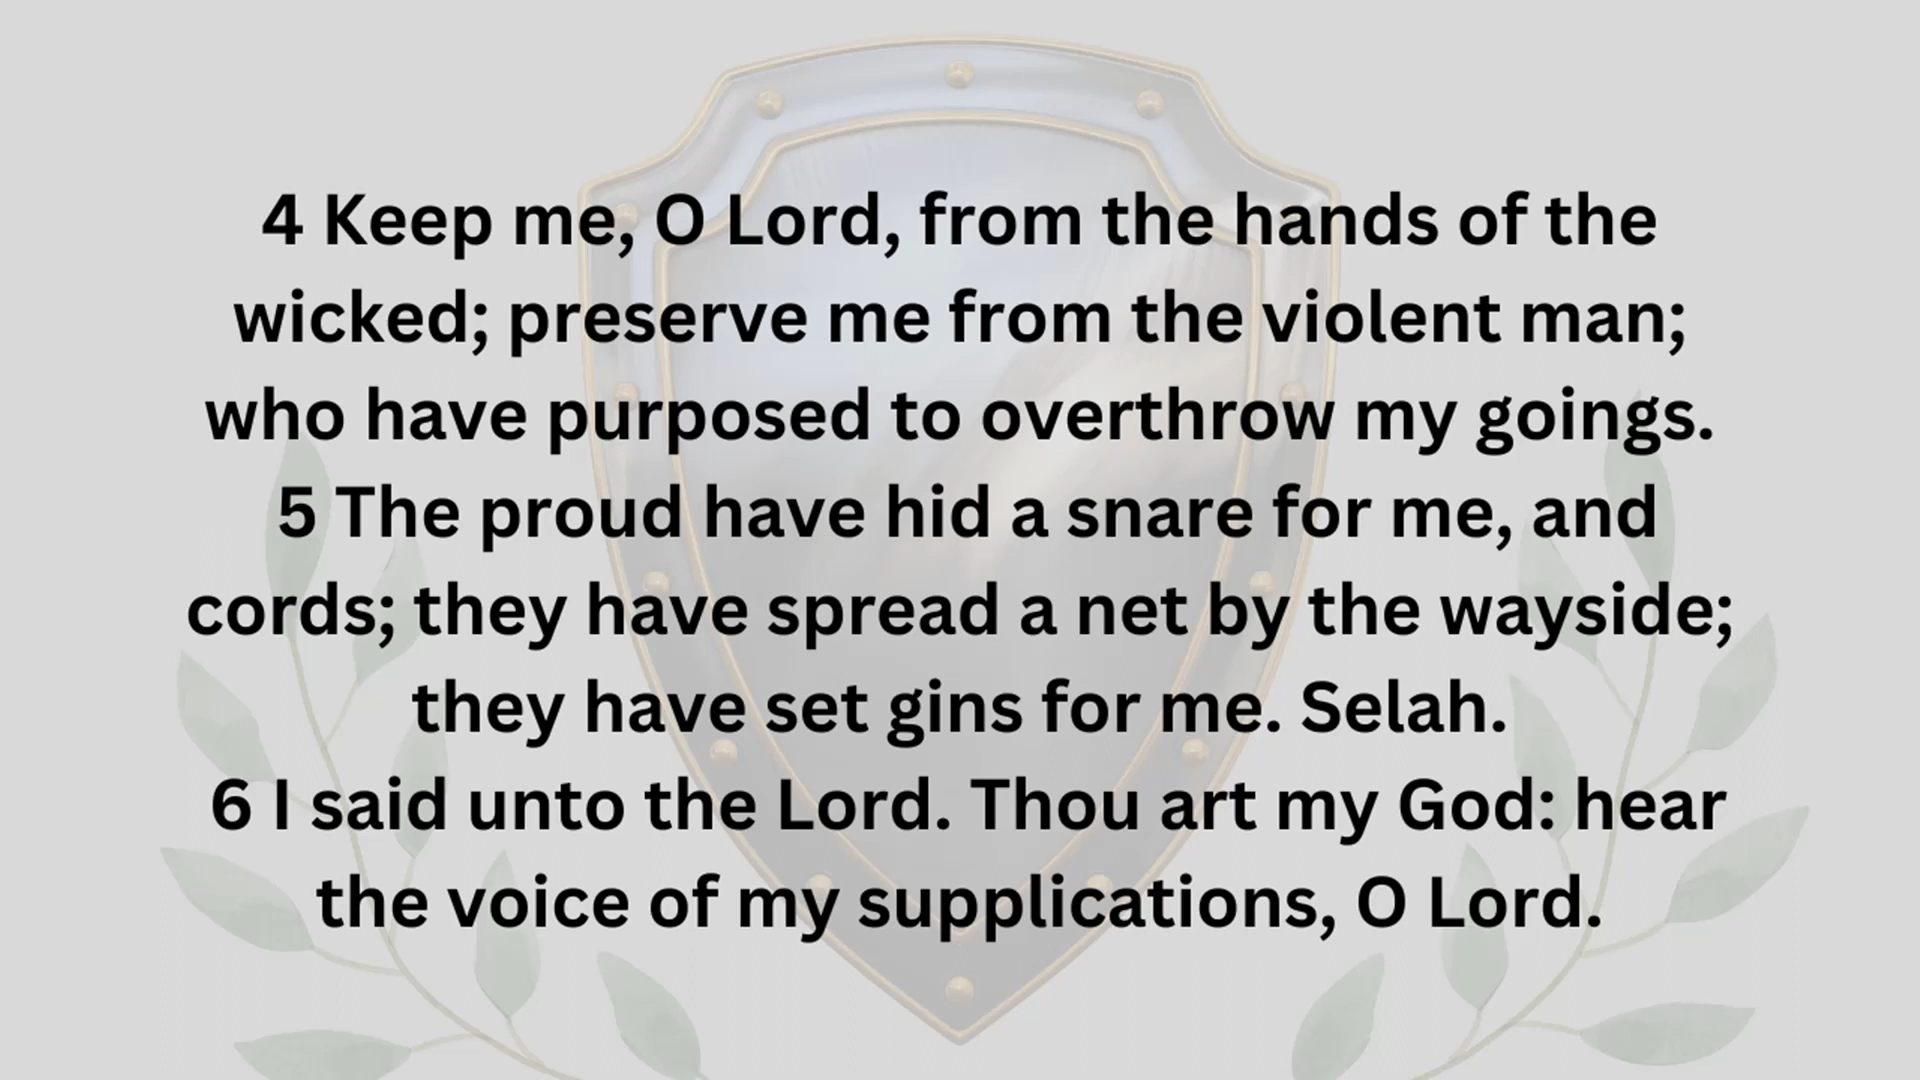 4 Keep me, O Lord, from the hands of the
wicked; preserve me from the violent man;
who have purposed to overthrow my goings.
5 The proud have hid a snare for me, and
cords; they have spread a net by the wayside;
they have set gins for me. Selah.
6 I said unto the Lord. Thou art my God: hear
the voice of my supplications, O Lord.